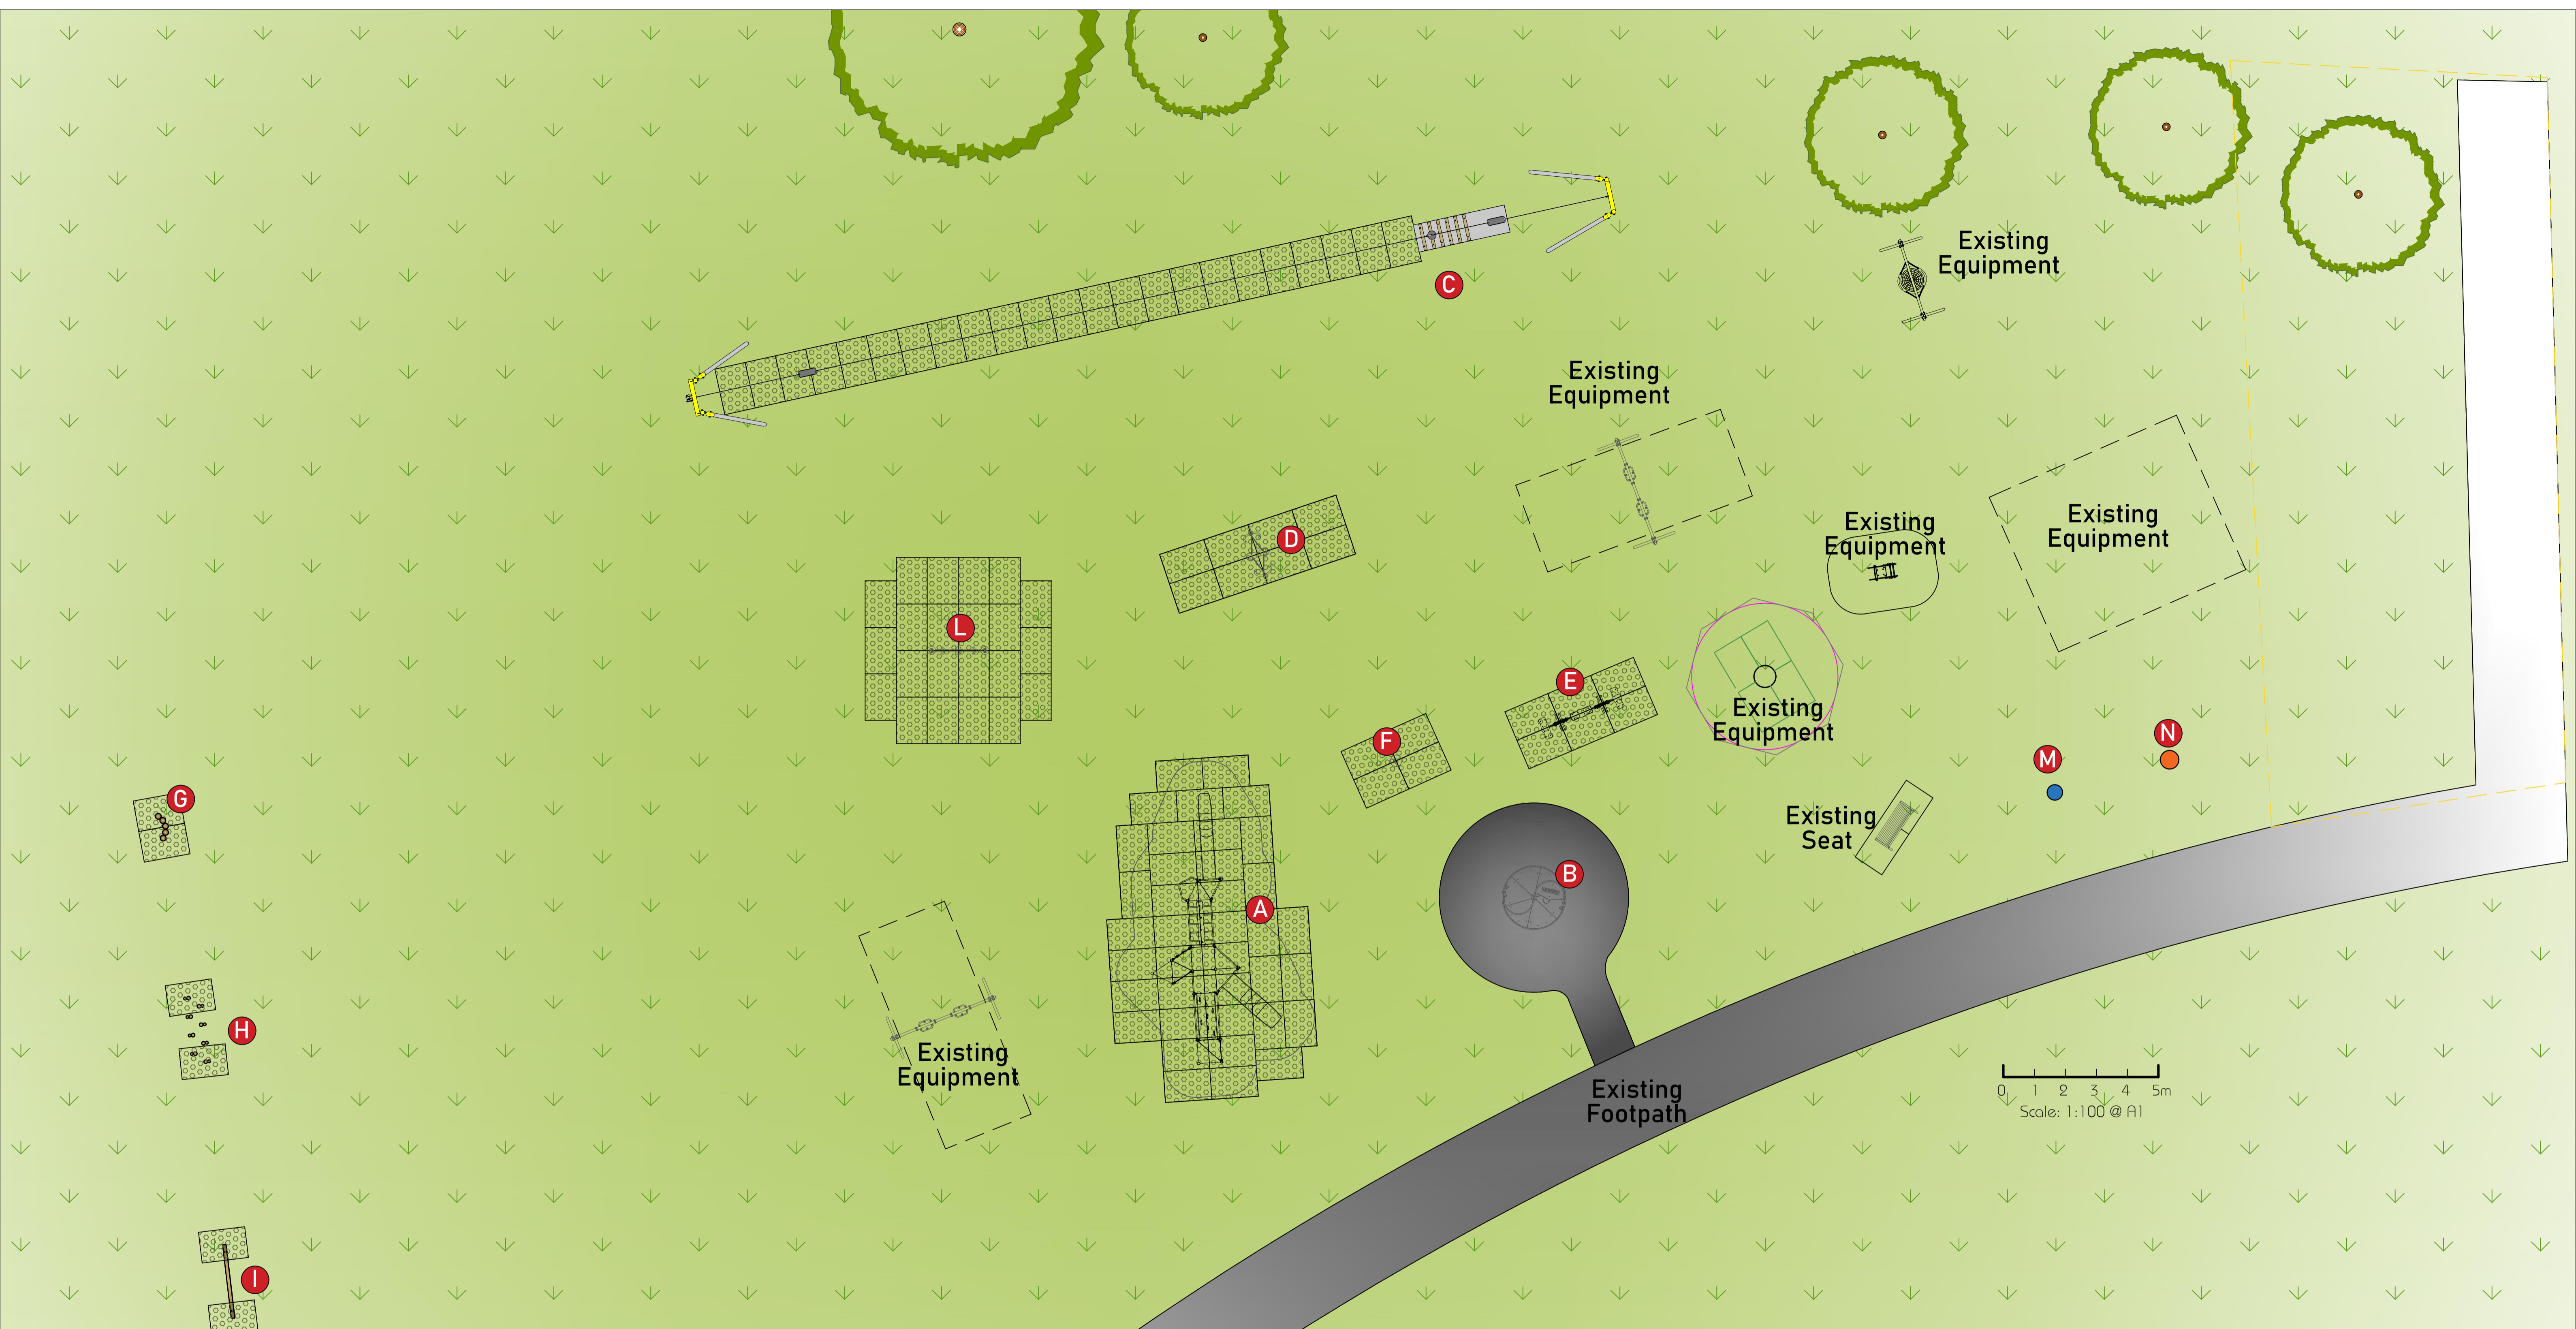 Existing
Equipment
C
Existing
Equipment
D
Existing
Equipment
Existing
Equipment
L
E
Existing
Equipment
F
N
M
G
Existing
Seat
B
A
H
Existing
Equipment
Existing
Footpath
0 1 2 3 4 5m
Scale: 1:100 @ A1
I